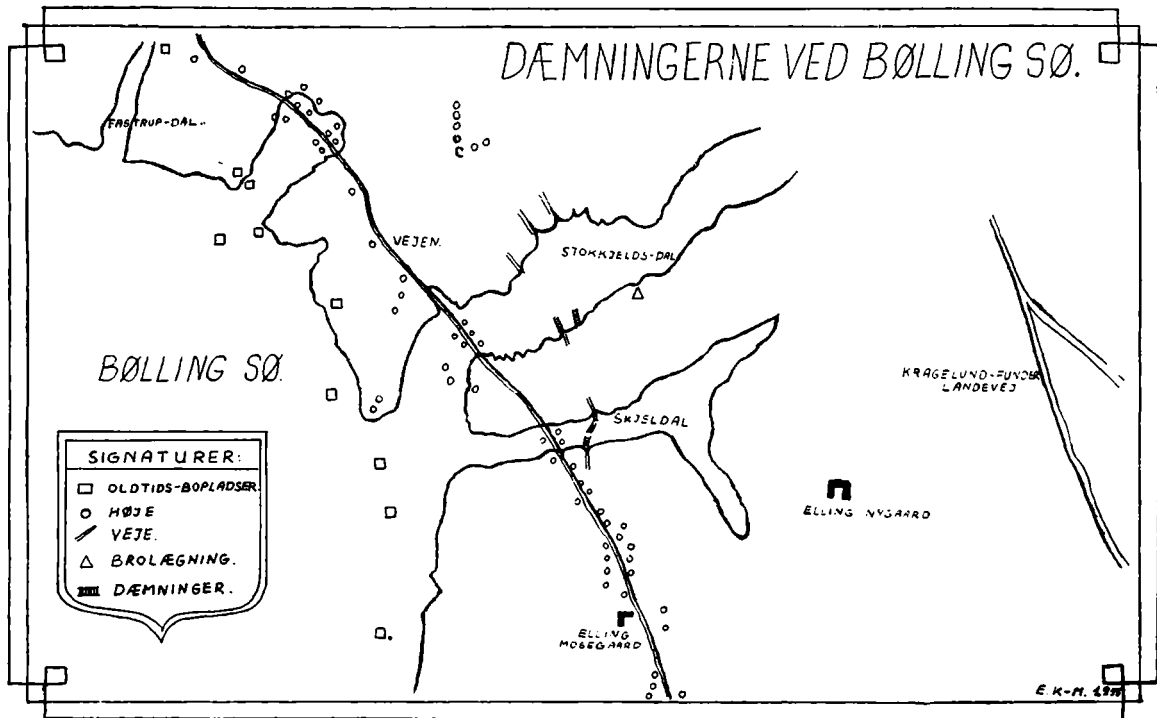 DÆMNINGERNE VED BØLLING SØ.
FASTRUP-DAL.
VEJEN.
STOKKJELDS-DAL
BØLLING SØ.
KRAGELUND-FUNDER
LANDEVEJ
SKJELDAL
SIGNATURER:
OLDTIDS-BOPLADSER.
HØJE
VEJE.
BROLÆGNING.
DÆMNINGER.
ELLING NYGAARD
ELLING
MOSEGAARD
E. K-M.